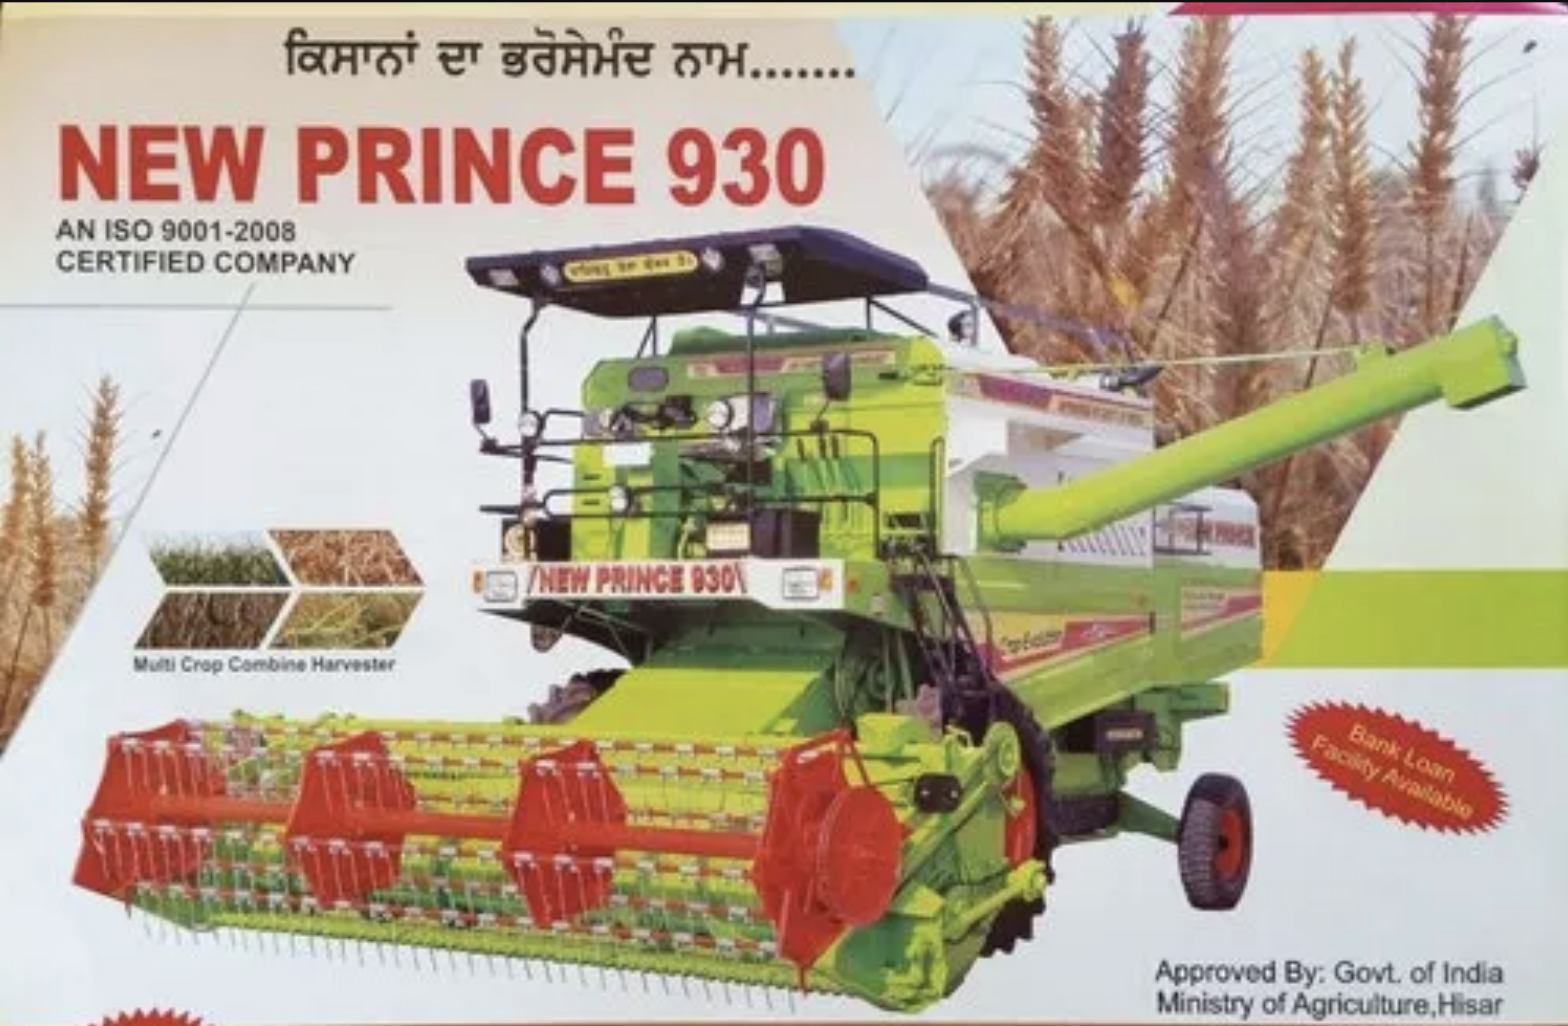 ਕਿਸਾਨਾਂ ਦਾ ਭਰੋਸੇਮੰਦ ਨਾਮ.......
NEW PRINCE 930
AN ISO 9001-2008
CERTIFIED COMPANY
NEW PRINCE 930
Multi Crop Combine Harvester
Bank Loan
Facility Available
Approved By: Govt. of India
Ministry of Agriculture,Hisar